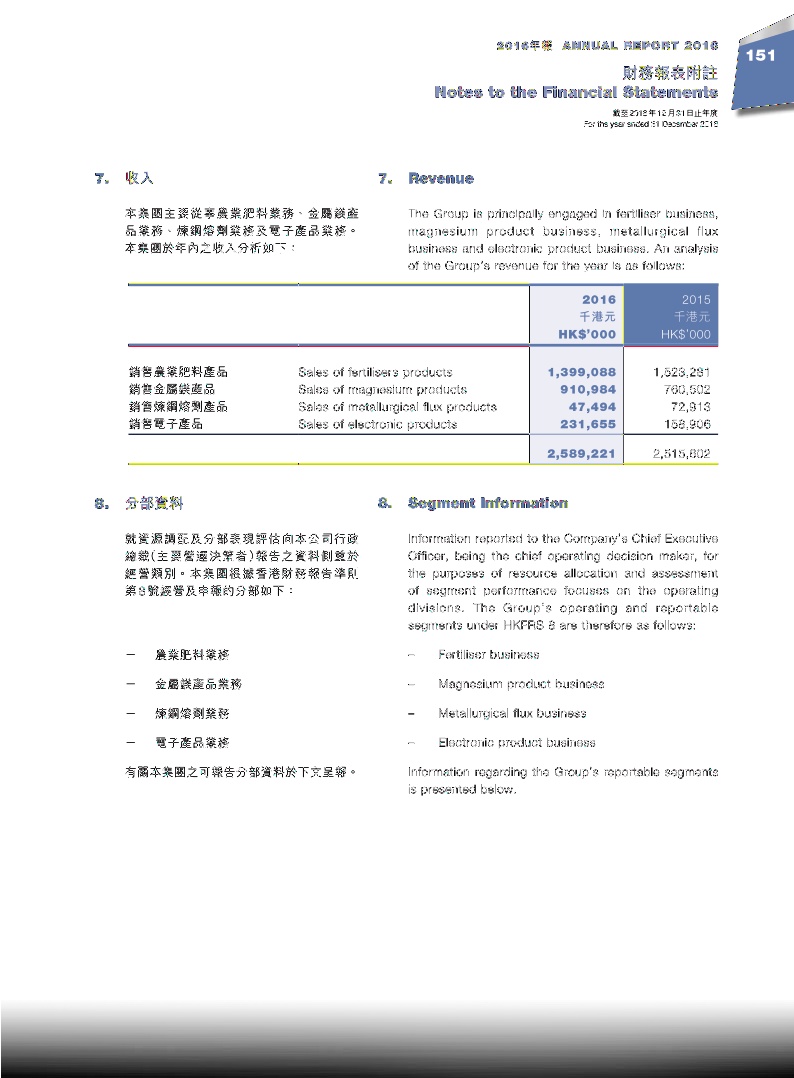 2016年報 ANNUAL REPORT 2016
151
財務報表附註
Notes to the Financial Statements
截至2016年12月31日止年度
For the year ended 31 December 2016
7. 收入
本集團主要從事農業肥料業務、金屬鎂產
品業務、煉鋼熔劑業務及電子產品業務。
本集團於年內之收入分析如下：
7. Revenue
The Group is principally engaged in fertiliser business,
magnesium product business, metallurgical flux
business and electronic product business. An analysis
of the Group's revenue for the year is as follows:
2016 2015
千港元 千港元
HK$'000 HK$'000
銷售農業肥料產品 Sales of fertilisers products 1,399,088 1,523,281
銷售金屬鎂產品 Sales of magnesium products 910,984 760,502
銷售煉鋼熔劑產品 Sales of metallurgical flux products 47,494 72,913
銷售電子產品 Sales of electronic products 231,655 158,906
2,589,221 2,515,602
8. 分部資料
就資源調配及分部表現評估向本公司行政
總裁(主要營運決策者)報告之資料側重於
經營類別。本集團根據香港財務報告準則
第8號經營及申報的分部如下：
— 農業肥料業務
— 金屬鎂產品業務
— 煉鋼熔劑業務
— 電子產品業務
有關本集團之可報告分部資料於下文呈報。
8. Segment Information
Information reported to the Company's Chief Executive
Officer, being the chief operating decision maker, for
the purposes of resource allocation and assessment
of segment performance focuses on the operating
divisions. The Group's operating and reportable
segments under HKFRS 8 are therefore as follows:
– Fertiliser business
– Magnesium product business
– Metallurgical flux business
– Electronic product business
Information regarding the Group's reportable segments
is presented below.